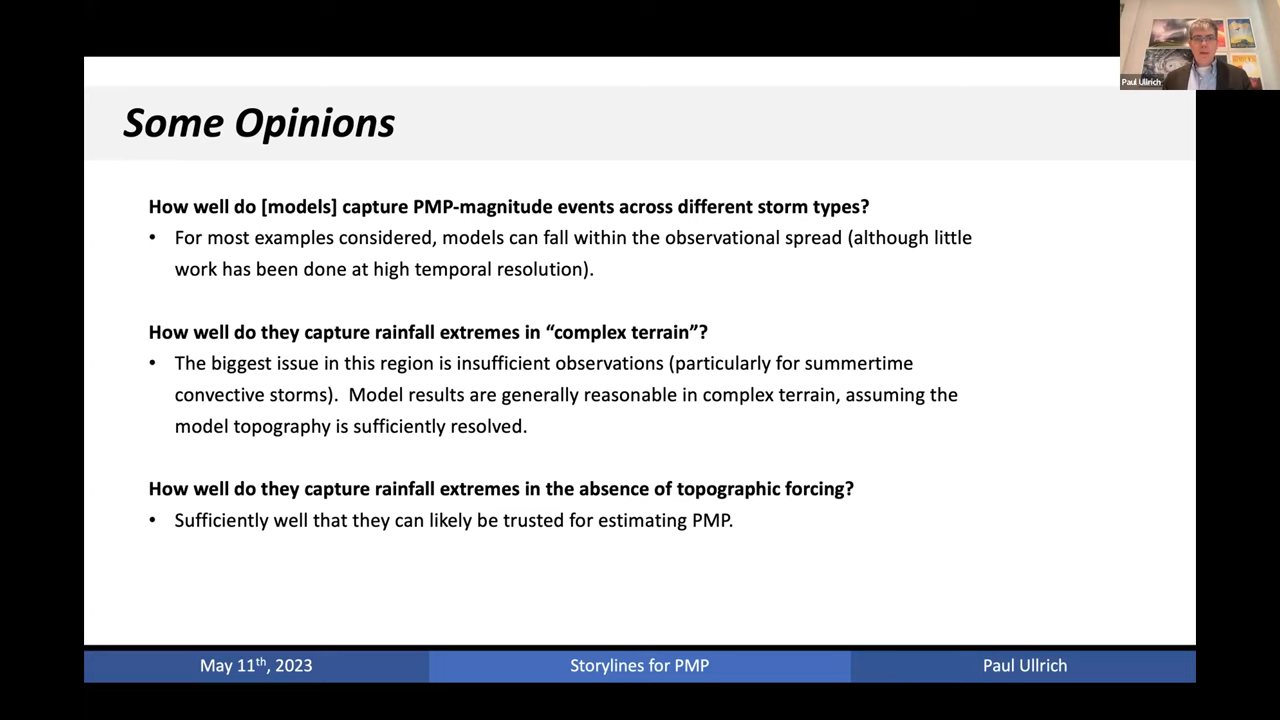 Paul Ullrich
Some Opinions
How well do [models] capture PMP-magnitude events across different storm types?
• For most examples considered, models can fall within the observational spread (although little
work has been done at high temporal resolution).
How well do they capture rainfall extremes in “complex terrain”?
• The biggest issue in this region is insufficient observations (particularly for summertime
convective storms).  Model results are generally reasonable in complex terrain, assuming the
model topography is sufficiently resolved.
How well do they capture rainfall extremes in the absence of topographic forcing?
• Sufficiently well that they can likely be trusted for estimating PMP.
May 11th, 2023
Storylines for PMP
Paul Ullrich